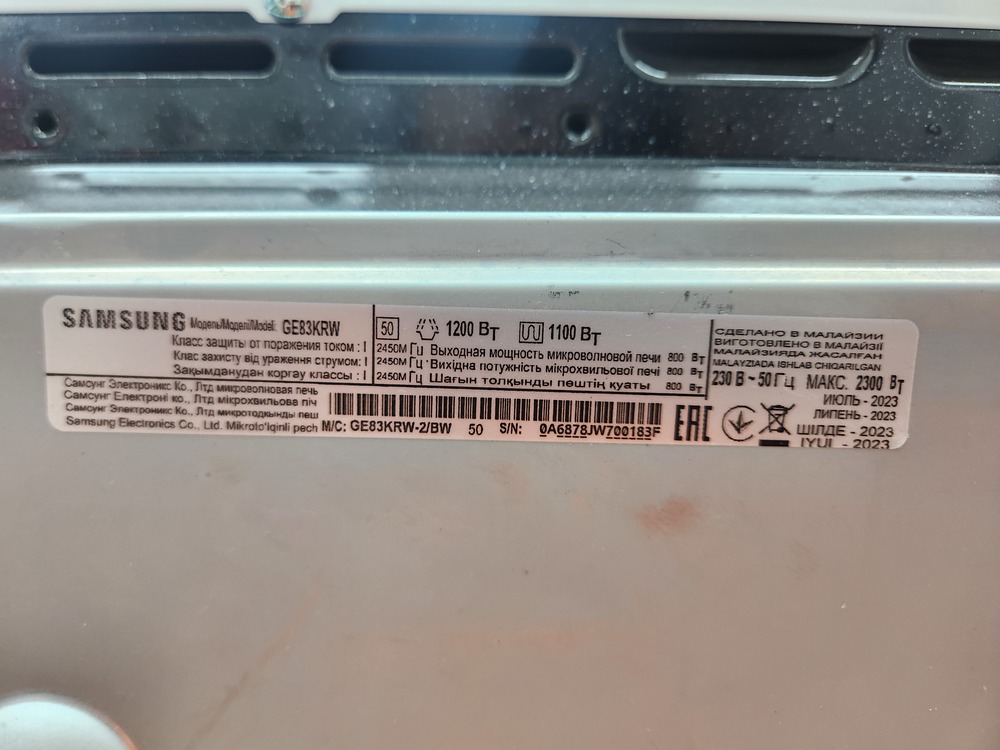 SAMSUNG Модель/Моделі/Model: GE83KRW
Класс защиты от поражения током : I
Клас захисту від ураження струмом: I
Зақымданудан қорғау классы : I
Самсунг Электроникс Ко., Лтд микроволновая печь
Самсунг Електроні ко., Лтд, мікрохвильова піч
Самсунг Электроникс Ко., Лтд микротолқынды пеш
Samsung Electronics Co., Ltd. Mikroto'lqinli pech
50 1200 Вт 1100 Вт
2450М Гц Выходная мощность микроволновой печи 800 Вт
2450М Гц Вихідна потужність мікрохвильової печі 800 Вт
2450М Гц Шағын толқынды пештің қуаты 800 Вт
M/C: GE83KRW-2/BW 50 S/N: 0A6878JW700183F
EAC
СДЕЛАНО В МАЛАЙЗИИ
ВИГОТОВЛЕНО В МАЛАЗІЇ
МАЛАЙЗИЯДА ЖАСАЛҒАН
MALAYZIADA ISHLAB CHIQARILGAN
230 В ~ 50 Гц МАКС. 2300 Вт
ИЮЛЬ - 2023
ЛИПЕНЬ - 2023
ШІЛДЕ - 2023
IYUL - 2023